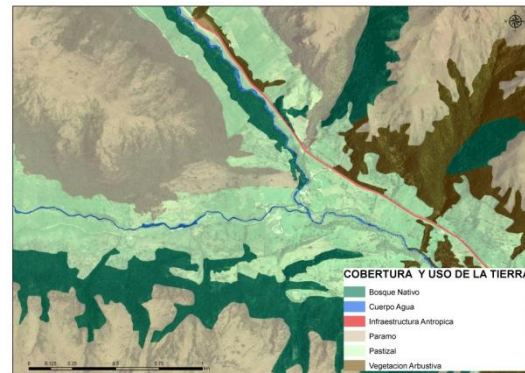 COBERTURA Y USO DE LA TIERRA
Bosque Nativo
Cuerpo Agua
Infraestructura Antropica
Paramo
Pastizal
Vegetacion Arbustiva